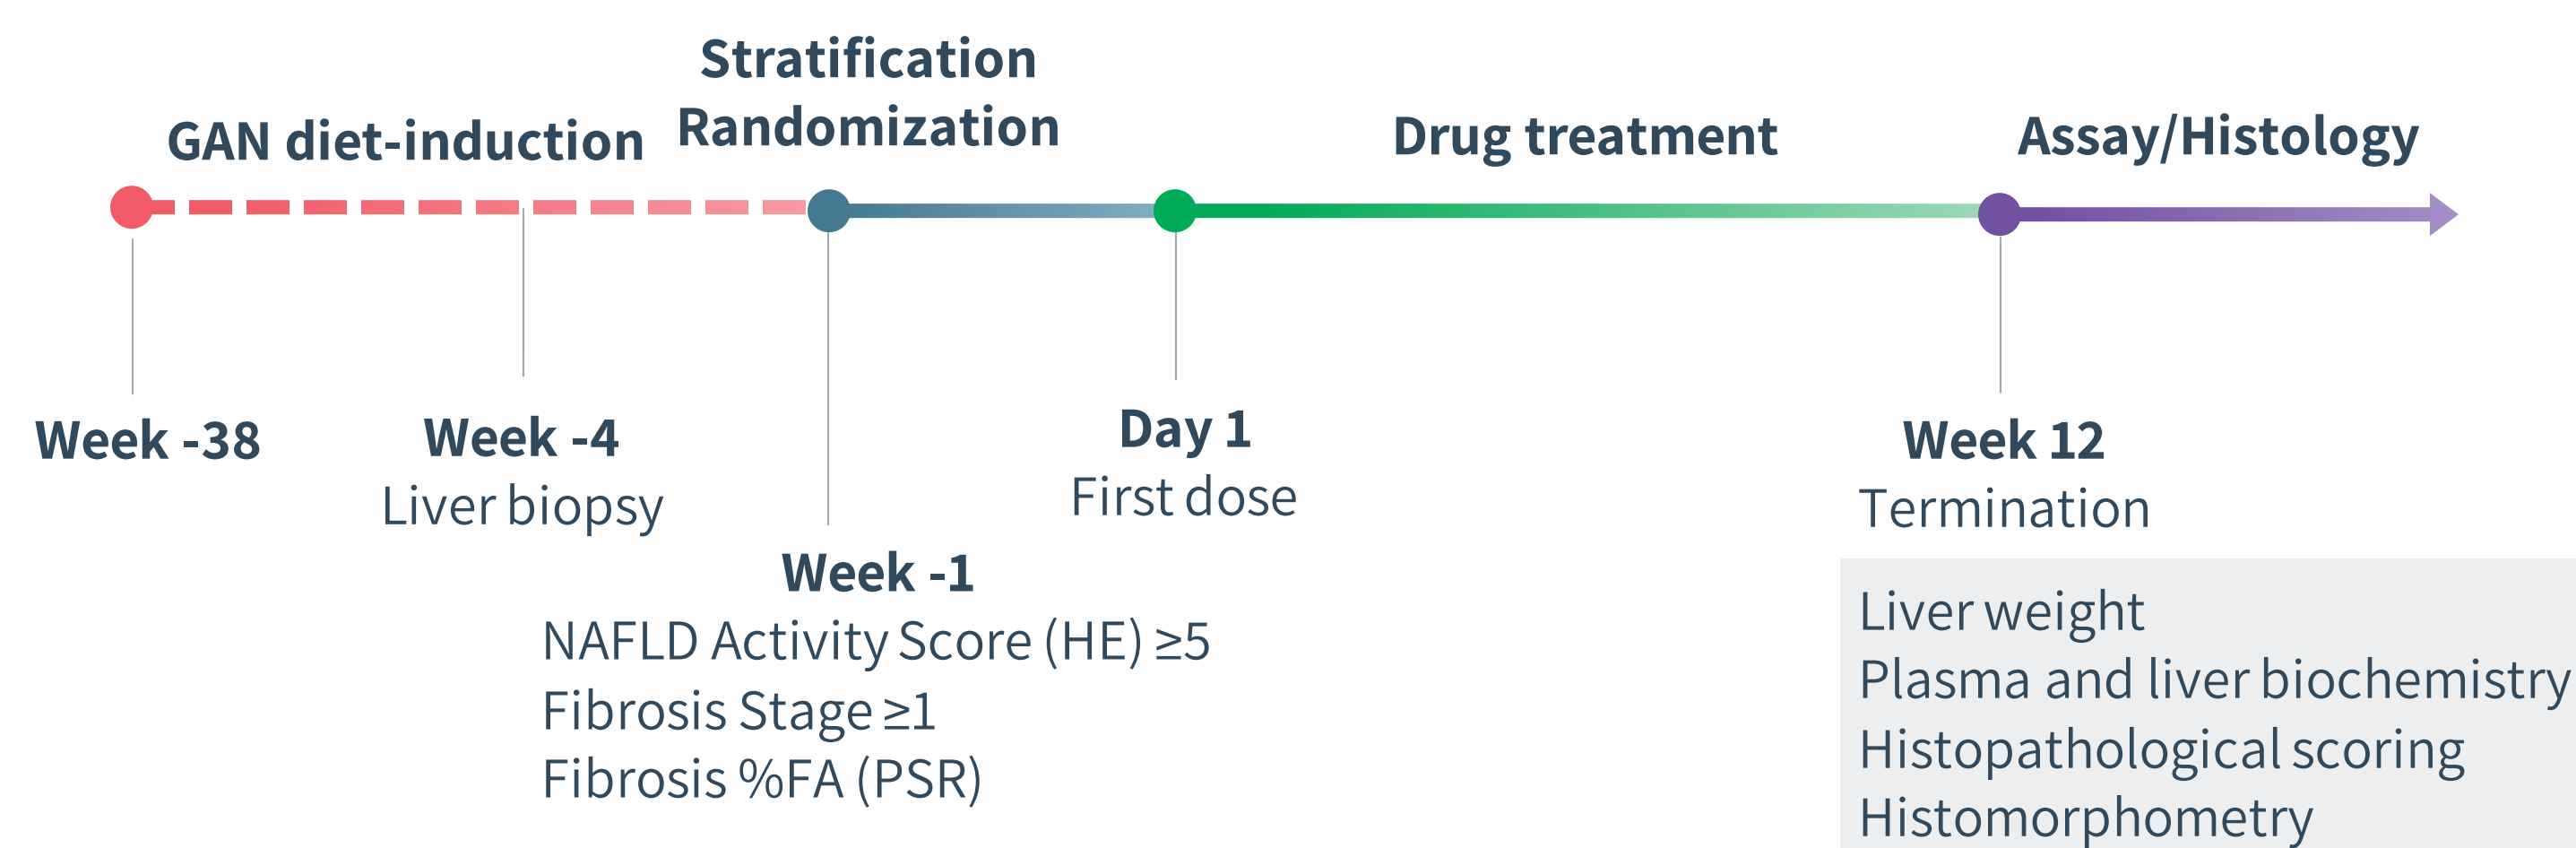 Stratification
Randomization
GAN diet-induction
Drug treatment
Assay/Histology
Week -38
Week -4
Liver biopsy
Week -1
NAFLD Activity Score (HE) ≥5
Fibrosis Stage ≥1
Fibrosis %FA (PSR)
Day 1
First dose
Week 12
Termination
Liver weight
Plasma and liver biochemistry
Histopathological scoring
Histomorphometry